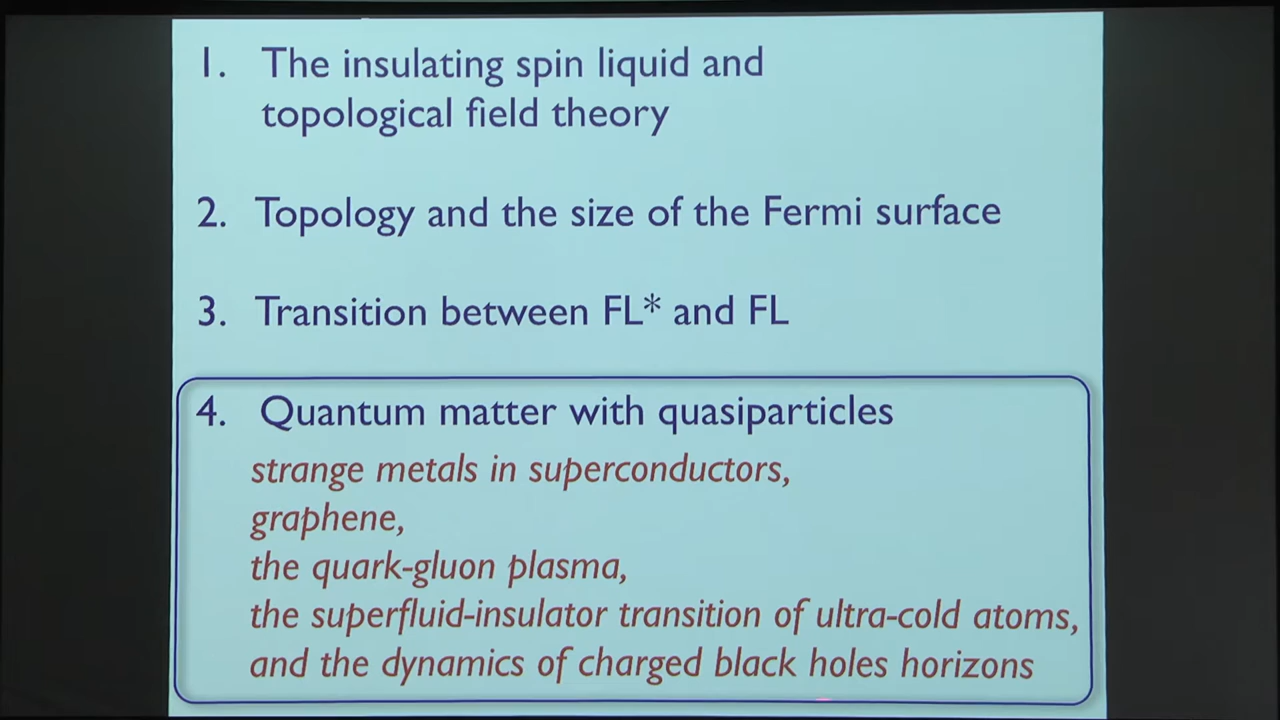 1. The insulating spin liquid and
topological field theory
2. Topology and the size of the Fermi surface
3. Transition between FL* and FL
4. Quantum matter with quasiparticles
strange metals in superconductors,
graphene,
the quark-gluon plasma,
the superfluid-insulator transition of ultra-cold atoms,
and the dynamics of charged black holes horizons